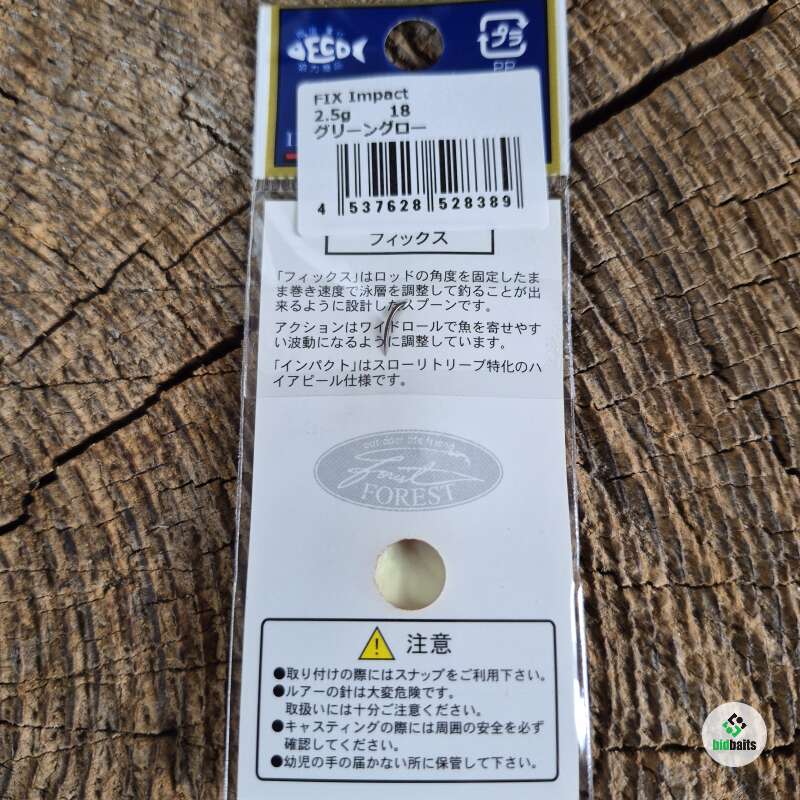 プラ
PP
FIX Impact
2.5g 18
グリーングロー
4 537628 528389
フィックス
「フィックス」はロッドの角度を固定したま
ま巻き速度で泳層を調整して釣ることが出
来るように設計したスプーンです。
アクションはワイドロールで魚を寄せやす
い波動になるように調整しています。
「インパクト」はスローリトリーブ特化のハ
イアピール仕様です。
out door life friend
Forest
FOREST
注意
●取り付けの際にはスナップをご利用下さい。
●ルアーの針は大変危険です。
取扱いには十分ご注意ください。
●キャスティングの際には周囲の安全を必ず
確認してください。
●幼児の手の届かない所に保管して下さい。
bidbaits